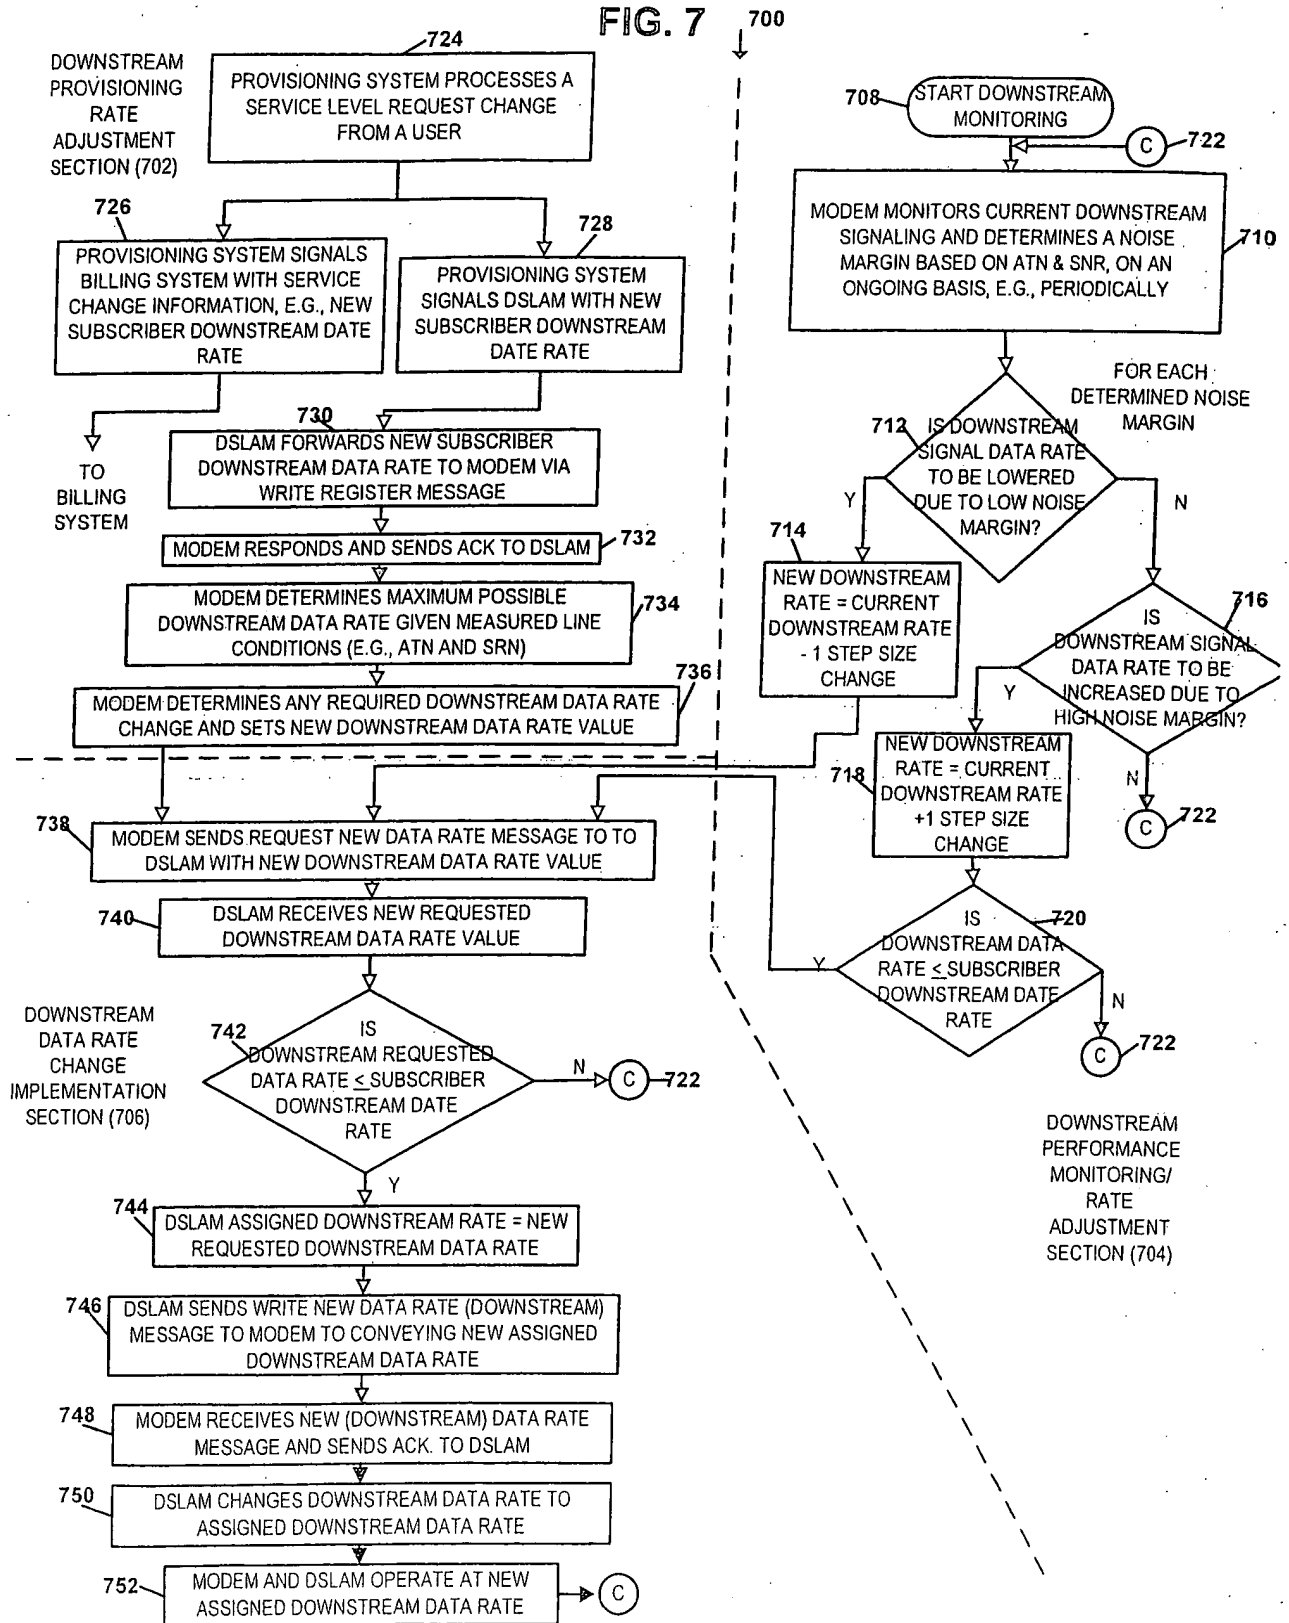 FIG. 7
700
DOWNSTREAM
PROVISIONING
RATE
ADJUSTMENT
SECTION (702)
724
PROVISIONING SYSTEM PROCESSES A
SERVICE LEVEL REQUEST CHANGE
FROM A USER
726
PROVISIONING SYSTEM SIGNALS
BILLING SYSTEM WITH SERVICE
CHANGE INFORMATION, E.G., NEW
SUBSCRIBER DOWNSTREAM DATE
RATE
728
PROVISIONING SYSTEM
SIGNALS DSLAM WITH NEW
SUBSCRIBER DOWNSTREAM
DATE RATE
TO
BILLING
SYSTEM
730
DSLAM FORWARDS NEW SUBSCRIBER
DOWNSTREAM DATA RATE TO MODEM VIA
WRITE REGISTER MESSAGE
MODEM RESPONDS AND SENDS ACK TO DSLAM
732
MODEM DETERMINES MAXIMUM POSSIBLE
DOWNSTREAM DATA RATE GIVEN MEASURED LINE
CONDITIONS (E.G., ATN AND SRN)
734
736
MODEM DETERMINES ANY REQUIRED DOWNSTREAM DATA RATE
CHANGE AND SETS NEW DOWNSTREAM DATA RATE VALUE
708
START DOWNSTREAM
MONITORING
C
722
MODEM MONITORS CURRENT DOWNSTREAM
SIGNALING AND DETERMINES A NOISE
MARGIN BASED ON ATN & SNR, ON AN
ONGOING BASIS, E.G., PERIODICALLY
710
FOR EACH
DETERMINED NOISE
MARGIN
712
IS DOWNSTREAM
SIGNAL DATA RATE
TO BE LOWERED
DUE TO LOW NOISE
MARGIN?
Y
N
714
NEW DOWNSTREAM
RATE = CURRENT
DOWNSTREAM RATE
- 1 STEP SIZE
CHANGE
716
IS
DOWNSTREAM SIGNAL
DATA RATE TO BE
INCREASED DUE TO
HIGH NOISE MARGIN?
Y
N
C
722
718
NEW DOWNSTREAM
RATE = CURRENT
DOWNSTREAM RATE
+1 STEP SIZE
CHANGE
720
IS
DOWNSTREAM DATA
RATE ≤ SUBSCRIBER
DOWNSTREAM DATE
RATE
Y
N
C
722
DOWNSTREAM
PERFORMANCE
MONITORING/
RATE
ADJUSTMENT
SECTION (704)
738
MODEM SENDS REQUEST NEW DATA RATE MESSAGE TO TO
DSLAM WITH NEW DOWNSTREAM DATA RATE VALUE
740
DSLAM RECEIVES NEW REQUESTED
DOWNSTREAM DATA RATE VALUE
DOWNSTREAM
DATA RATE
CHANGE
IMPLEMENTATION
SECTION (706)
742
IS
DOWNSTREAM REQUESTED
DATA RATE ≤ SUBSCRIBER
DOWNSTREAM DATE
RATE
N
C
722
Y
744
DSLAM ASSIGNED DOWNSTREAM RATE = NEW
REQUESTED DOWNSTREAM DATA RATE
746
DSLAM SENDS WRITE NEW DATA RATE (DOWNSTREAM)
MESSAGE TO MODEM TO CONVEYING NEW ASSIGNED
DOWNSTREAM DATA RATE
748
MODEM RECEIVES NEW (DOWNSTREAM) DATA RATE
MESSAGE AND SENDS ACK. TO DSLAM
750
DSLAM CHANGES DOWNSTREAM DATA RATE TO
ASSIGNED DOWNSTREAM DATA RATE
752
MODEM AND DSLAM OPERATE AT NEW
ASSIGNED DOWNSTREAM DATA RATE
C